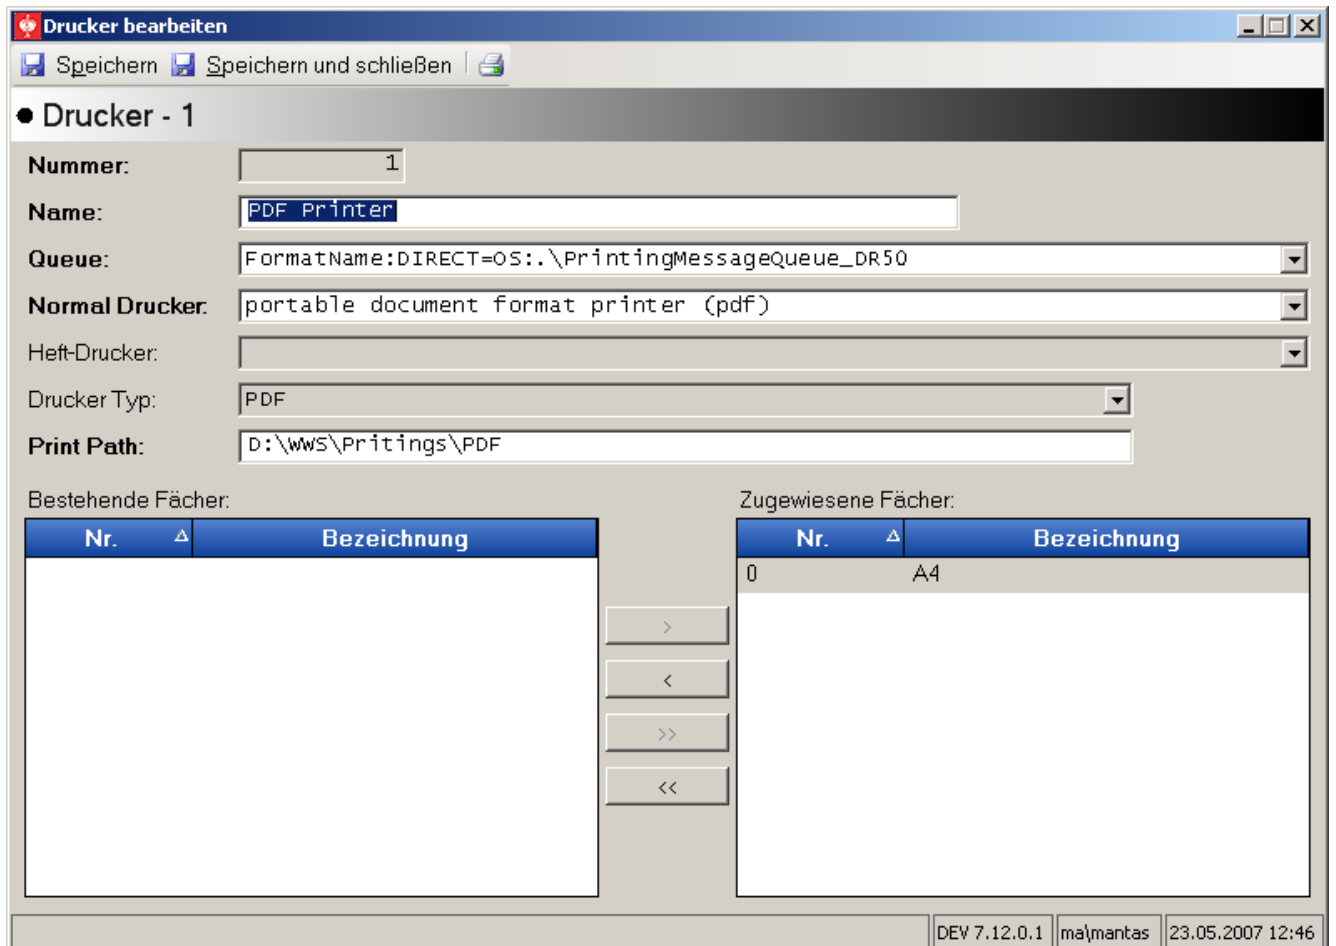 Drucker bearbeiten
Speichern Speichern und schließen
Drucker - 1
Nummer: 1
Name: PDF Printer
Queue: FormatName:DIRECT=OS:.\PrintingMessageQueue_DR50
Normal Drucker: portable document format printer (pdf)
Heft-Drucker:
Drucker Typ: PDF
Print Path: D:\WWS\Pritings\PDF
Bestehende Fächer: Zugewiesene Fächer:
Nr. Bezeichnung Nr. Bezeichnung
0 A4
>
<
>>
<<
DEV 7.12.0.1 ma\mantas 23.05.2007 12:46